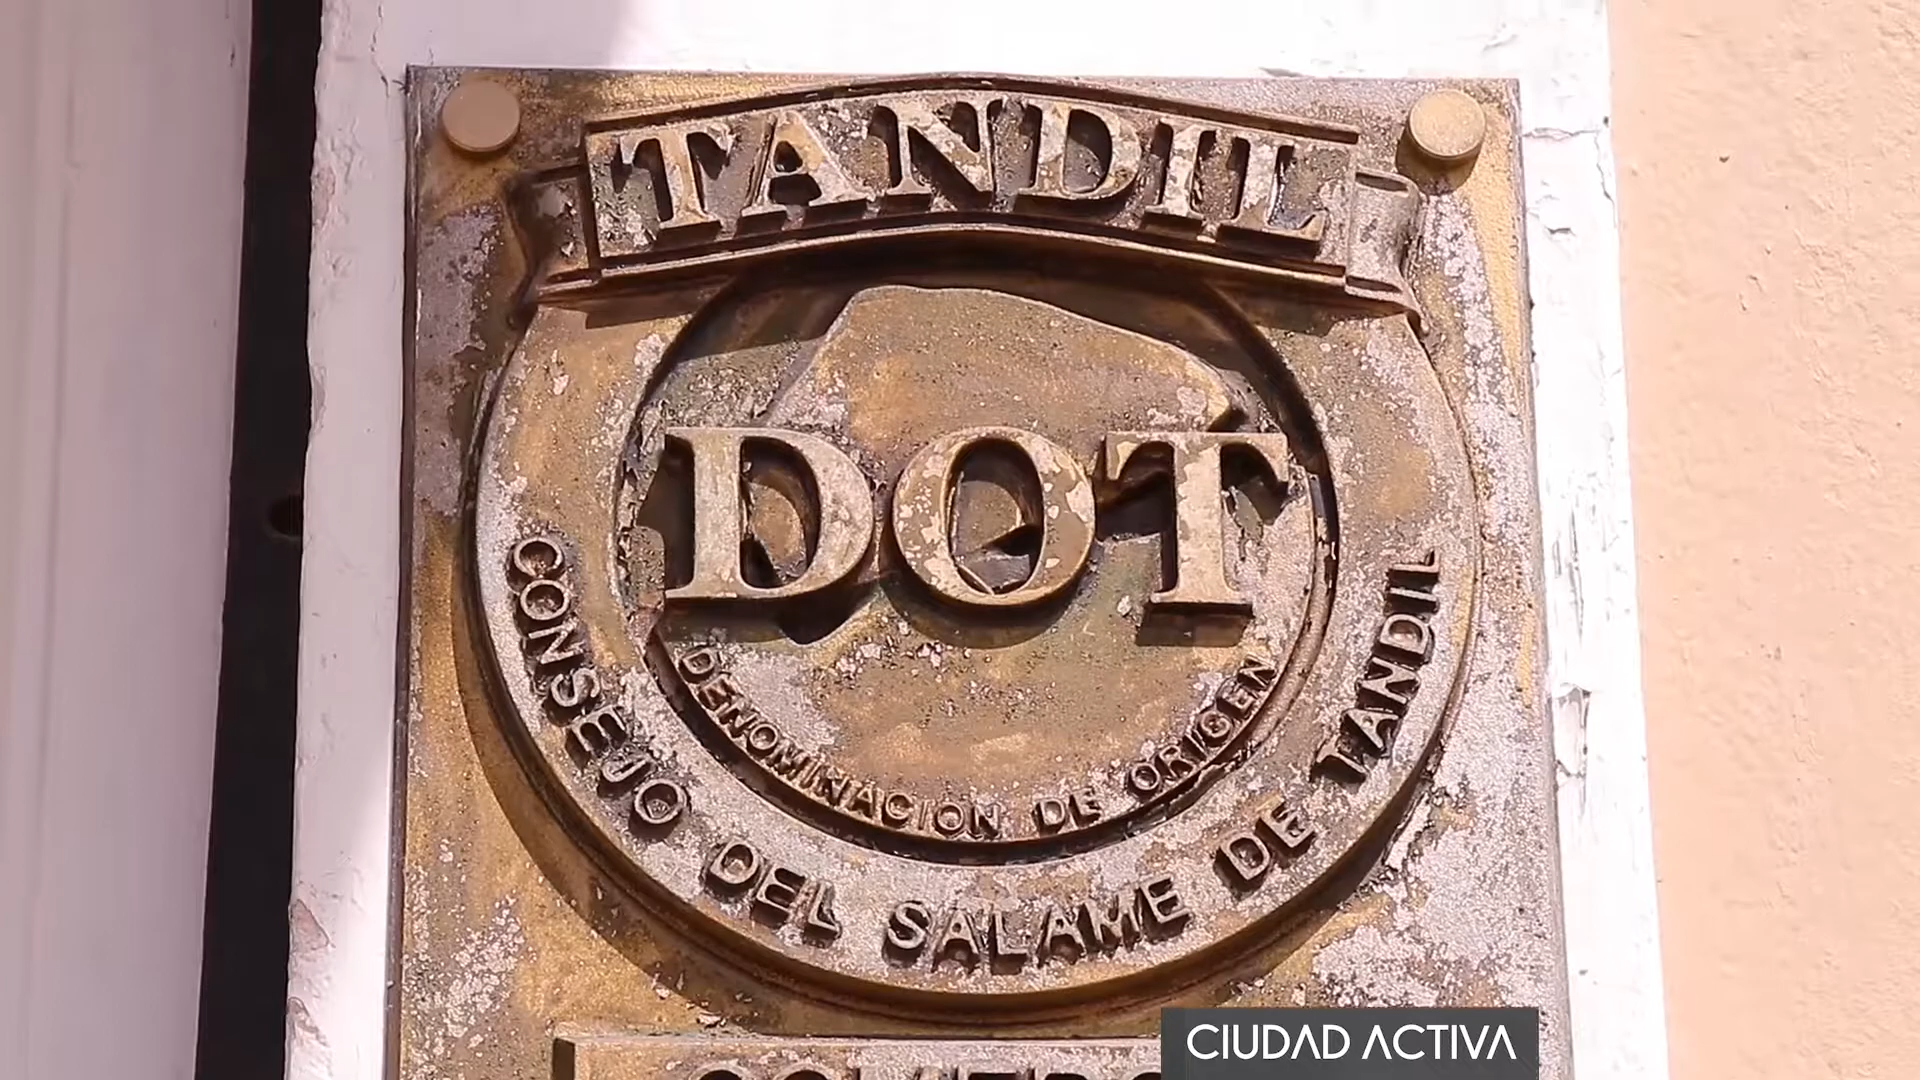 TANDIL
DOT
DENOMINACION DE ORIGEN
CONSEJO DEL SALAME DE TANDIL
CIUDAD ACTIVA